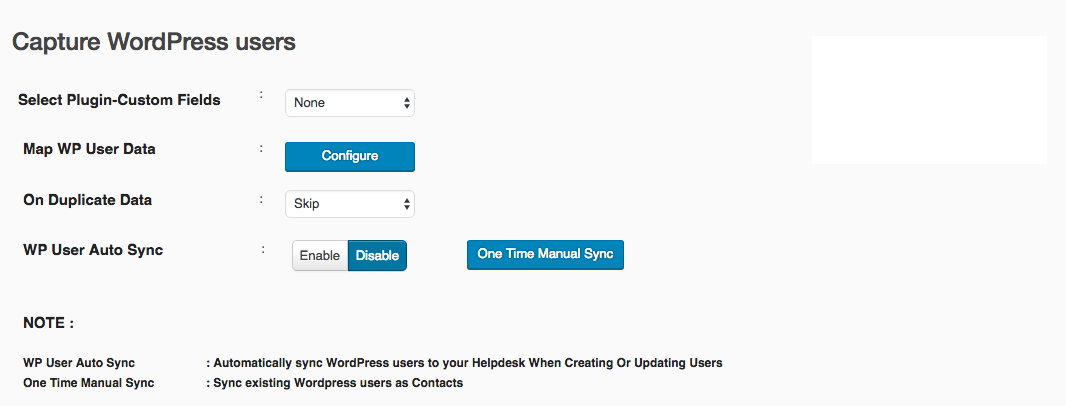 Capture WordPress users
Select Plugin-Custom Fields : None
Map WP User Data : Configure
On Duplicate Data : Skip
WP User Auto Sync : Enable Disable One Time Manual Sync
NOTE :
WP User Auto Sync : Automatically sync WordPress users to your Helpdesk When Creating Or Updating Users
One Time Manual Sync : Sync existing Wordpress users as Contacts